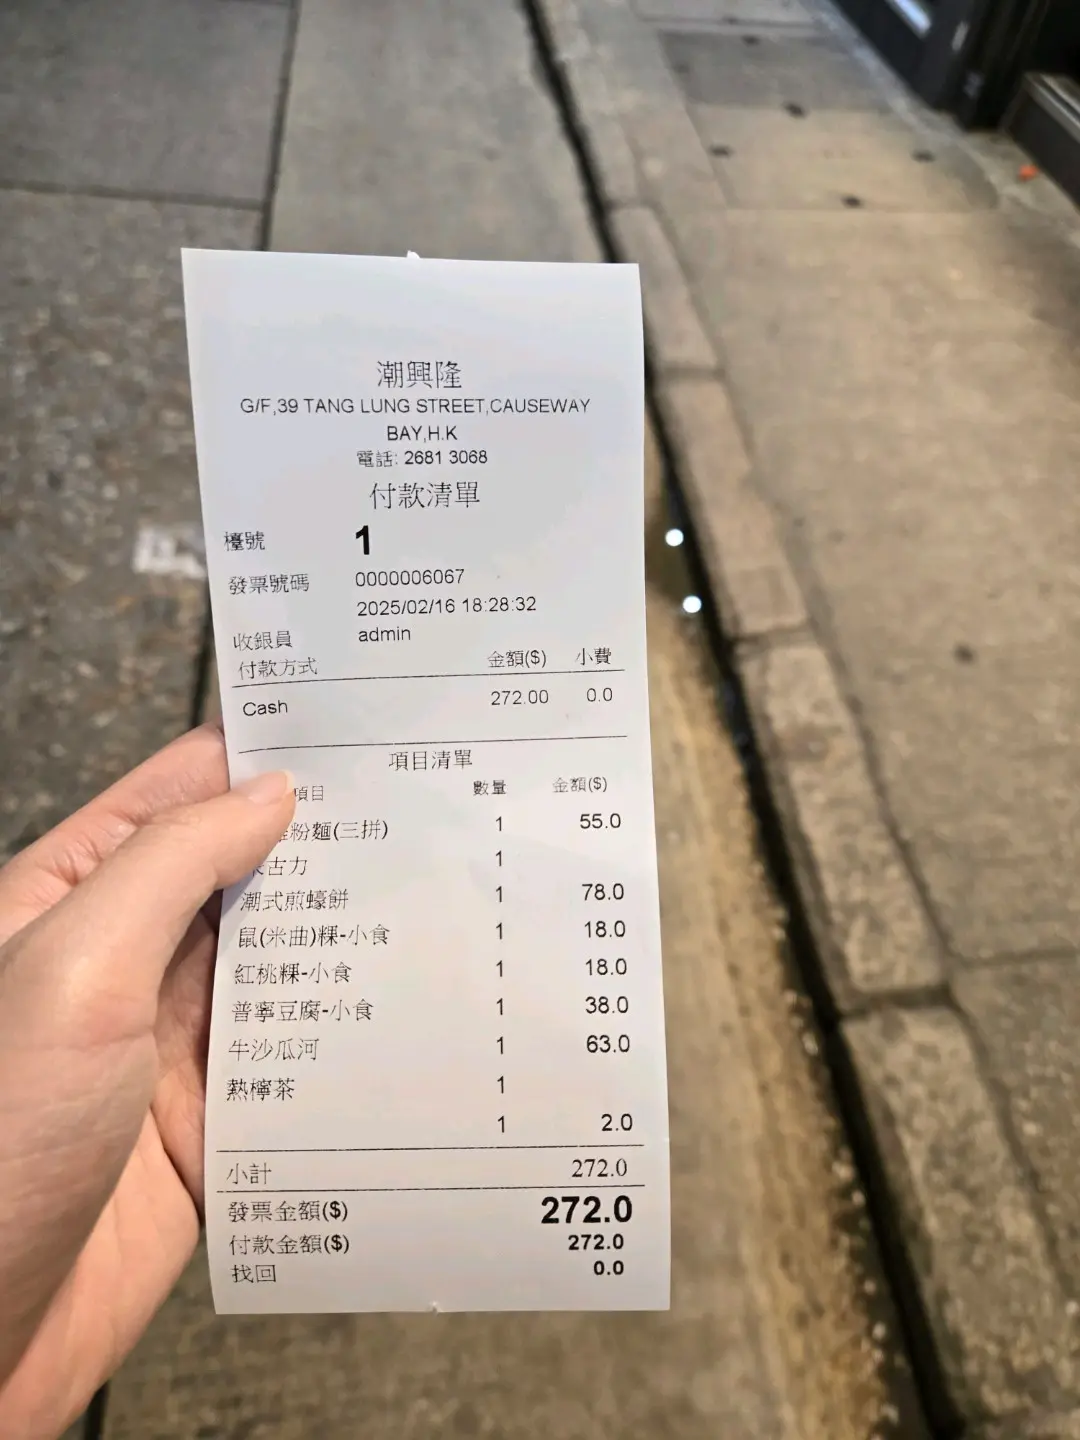 潮興隆
G/F,39 TANG LUNG STREET,CAUSEWAY
BAY,H.K
電話: 2681 3068
付款清單
檯號 1
發票號碼 0000006067
2025/02/16 18:28:32
收銀員 admin
付款方式 金額($) 小費
Cash 272.00 0.0
項目清單
項目 數量 金額($)
粉麵(三拼) 1 55.0
古力 1
潮式煎蠔餅 1 78.0
鼠(米曲)粿-小食 1 18.0
紅桃粿-小食 1 18.0
普寧豆腐-小食 1 38.0
牛沙瓜河 1 63.0
熱檸茶 1
1 2.0
小計 272.0
發票金額($) 272.0
付款金額($) 272.0
找回 0.0